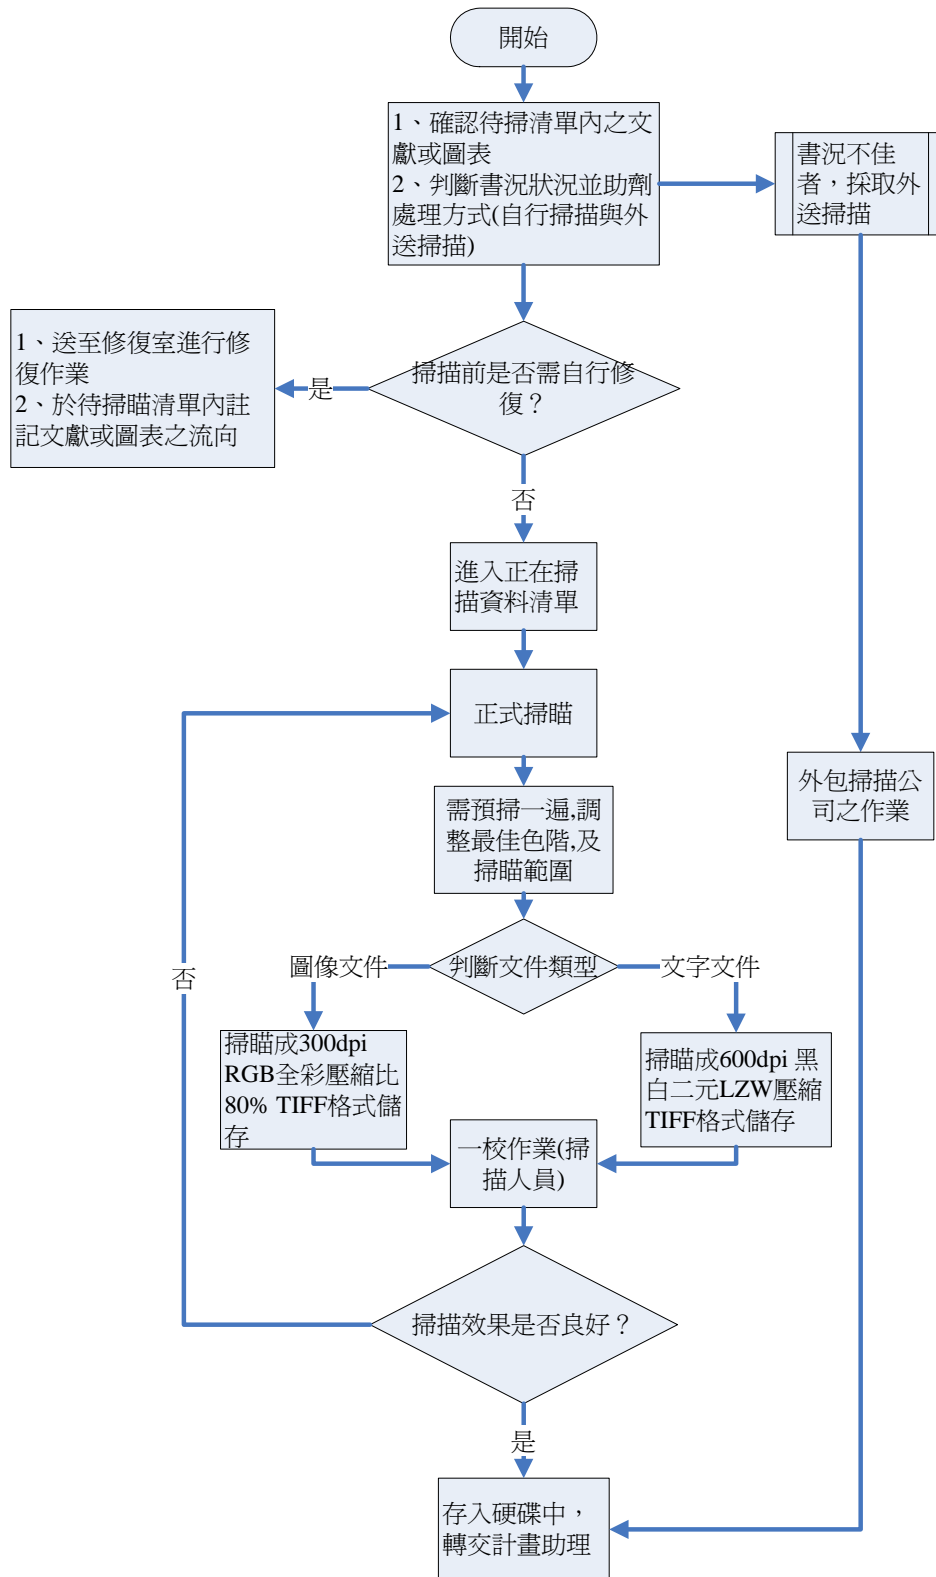 開始
1、確認待掃清單內之文
獻或圖表
2、判斷書況狀況並助劑
處理方式(自行掃描與外
送掃描)
書況不佳
者，採取外
送掃描
掃描前是否需自行修
復？
是
1、送至修復室進行修
復作業
2、於待掃瞄清單內註
記文獻或圖表之流向
否
進入正在掃
描資料清單
正式掃瞄
外包掃描公
司之作業
需預掃一遍,調
整最佳色階,及
掃瞄範圍
判斷文件類型
圖像文件
文字文件
否
掃瞄成300dpi
RGB全彩壓縮比
80% TIFF格式儲
存
掃瞄成600dpi 黑
白二元LZW壓縮
TIFF格式儲存
一校作業(掃
描人員)
掃描效果是否良好？
是
存入硬碟中，
轉交計畫助理